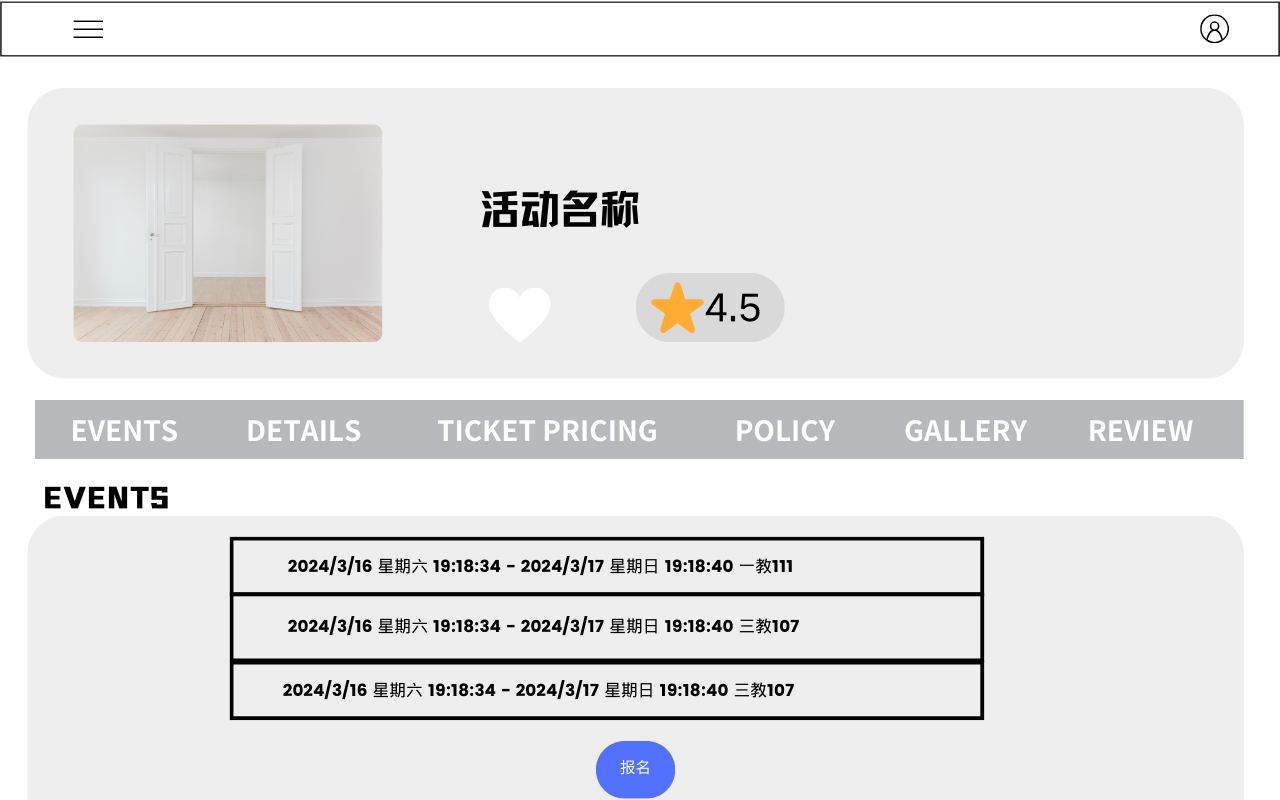 活动名称
4.5
EVENTS DETAILS TICKET PRICING POLICY GALLERY REVIEW
EVENTS
2024/3/16 星期六 19:18:34 - 2024/3/17 星期日 19:18:40 一教111
2024/3/16 星期六 19:18:34 - 2024/3/17 星期日 19:18:40 三教107
2024/3/16 星期六 19:18:34 - 2024/3/17 星期日 19:18:40 三教107
报名